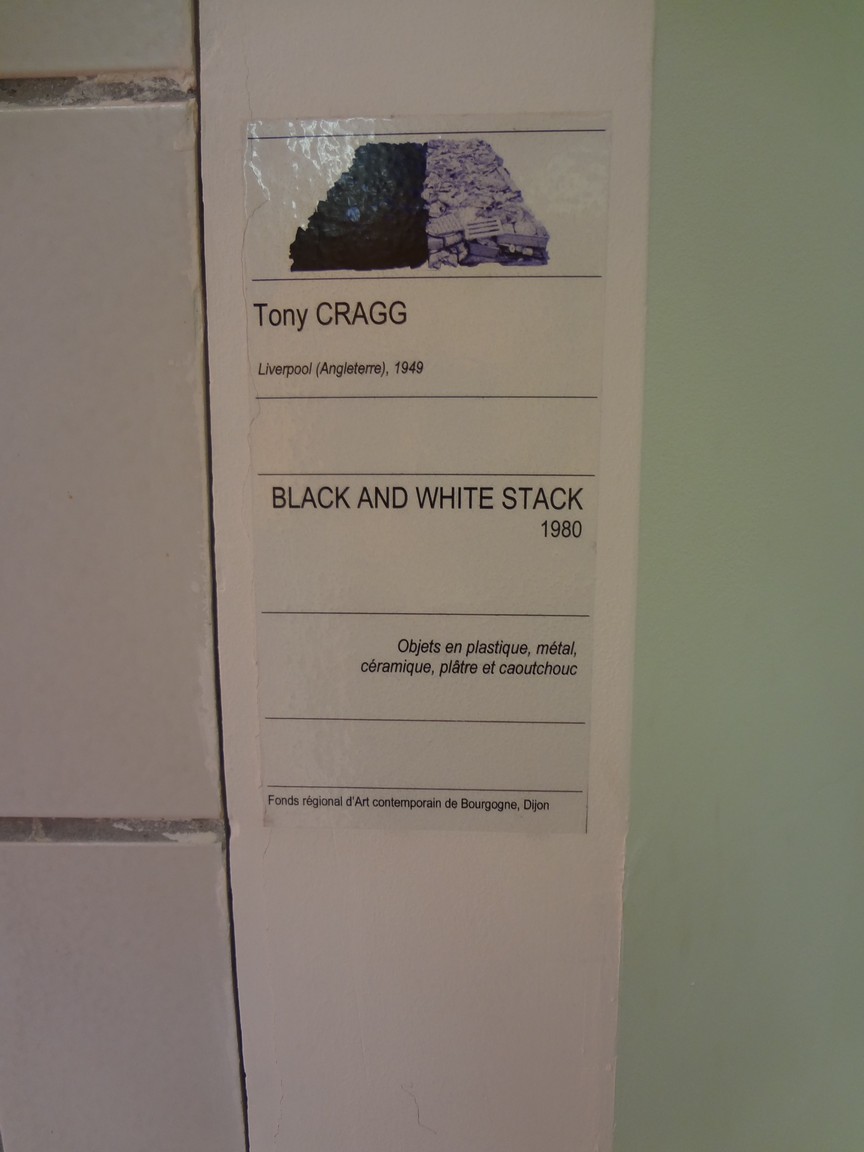 Tony CRAGG
Liverpool (Angleterre), 1949
BLACK AND WHITE STACK
1980
Objets en plastique, métal,
céramique, plâtre et caoutchouc
Fonds régional d'Art contemporain de Bourgogne, Dijon